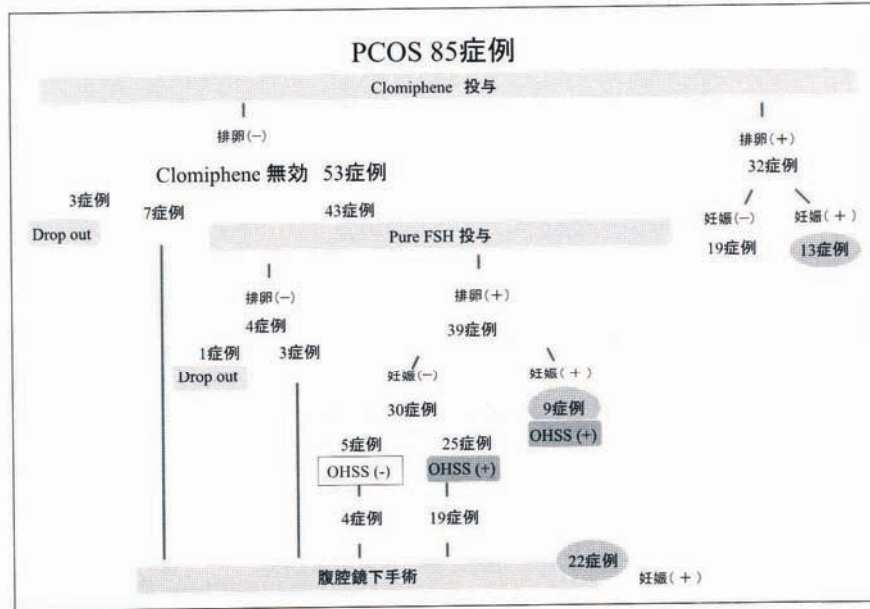 PCOS 85症例
Clomiphene 投与
排卵(-) 排卵(+)
32症例
Clomiphene 無効 53症例
3症例 7症例 43症例
妊娠(-) 妊娠(+)
Drop out Pure FSH 投与
19症例 13症例
排卵(-) 排卵(+)
4症例 39症例
1症例 3症例
Drop out
妊娠(-) 妊娠(+)
30症例 9症例
OHSS (+)
5症例 25症例
OHSS (-) OHSS (+)
4症例 19症例
22症例
腹腔鏡下手術 妊娠(+)